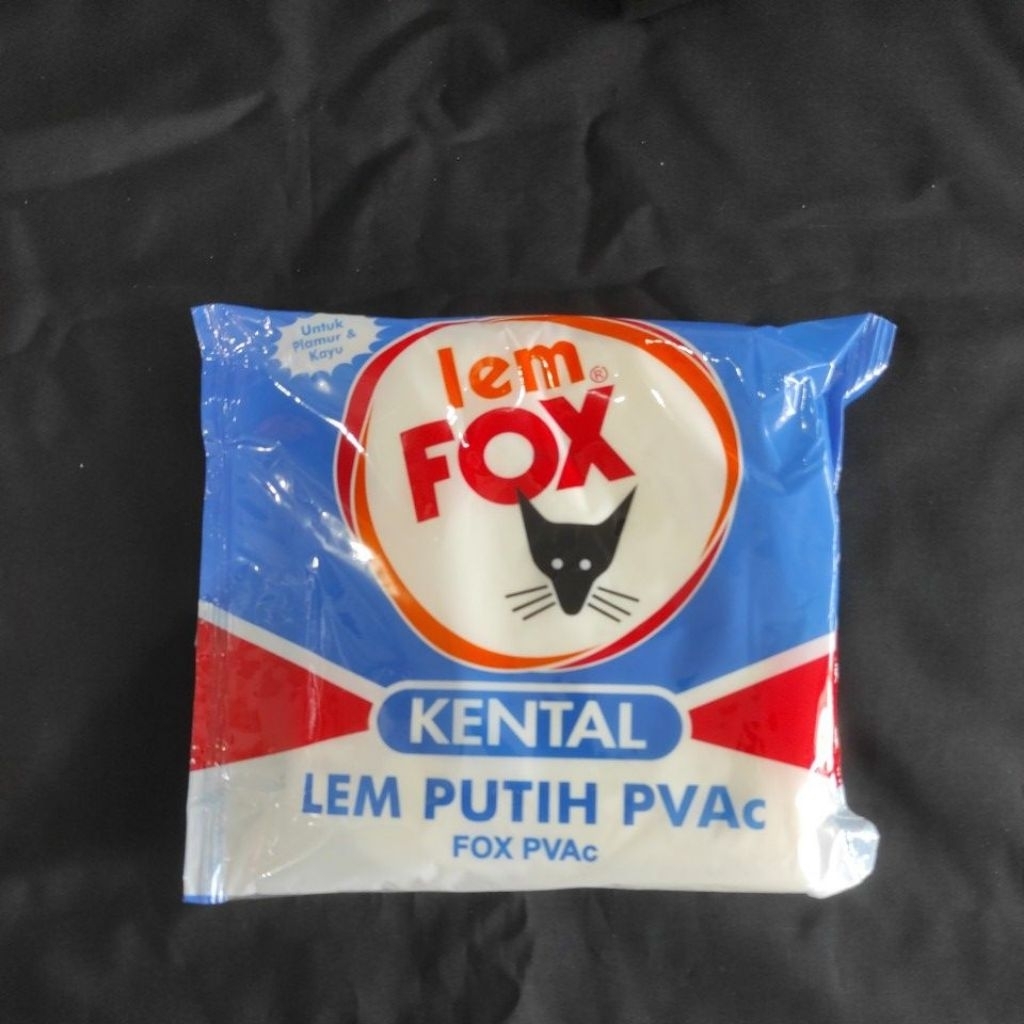 Untuk
Plamur &
Kayu
lem
FOX®
KENTAL
LEM PUTIH PVAc
FOX PVAc